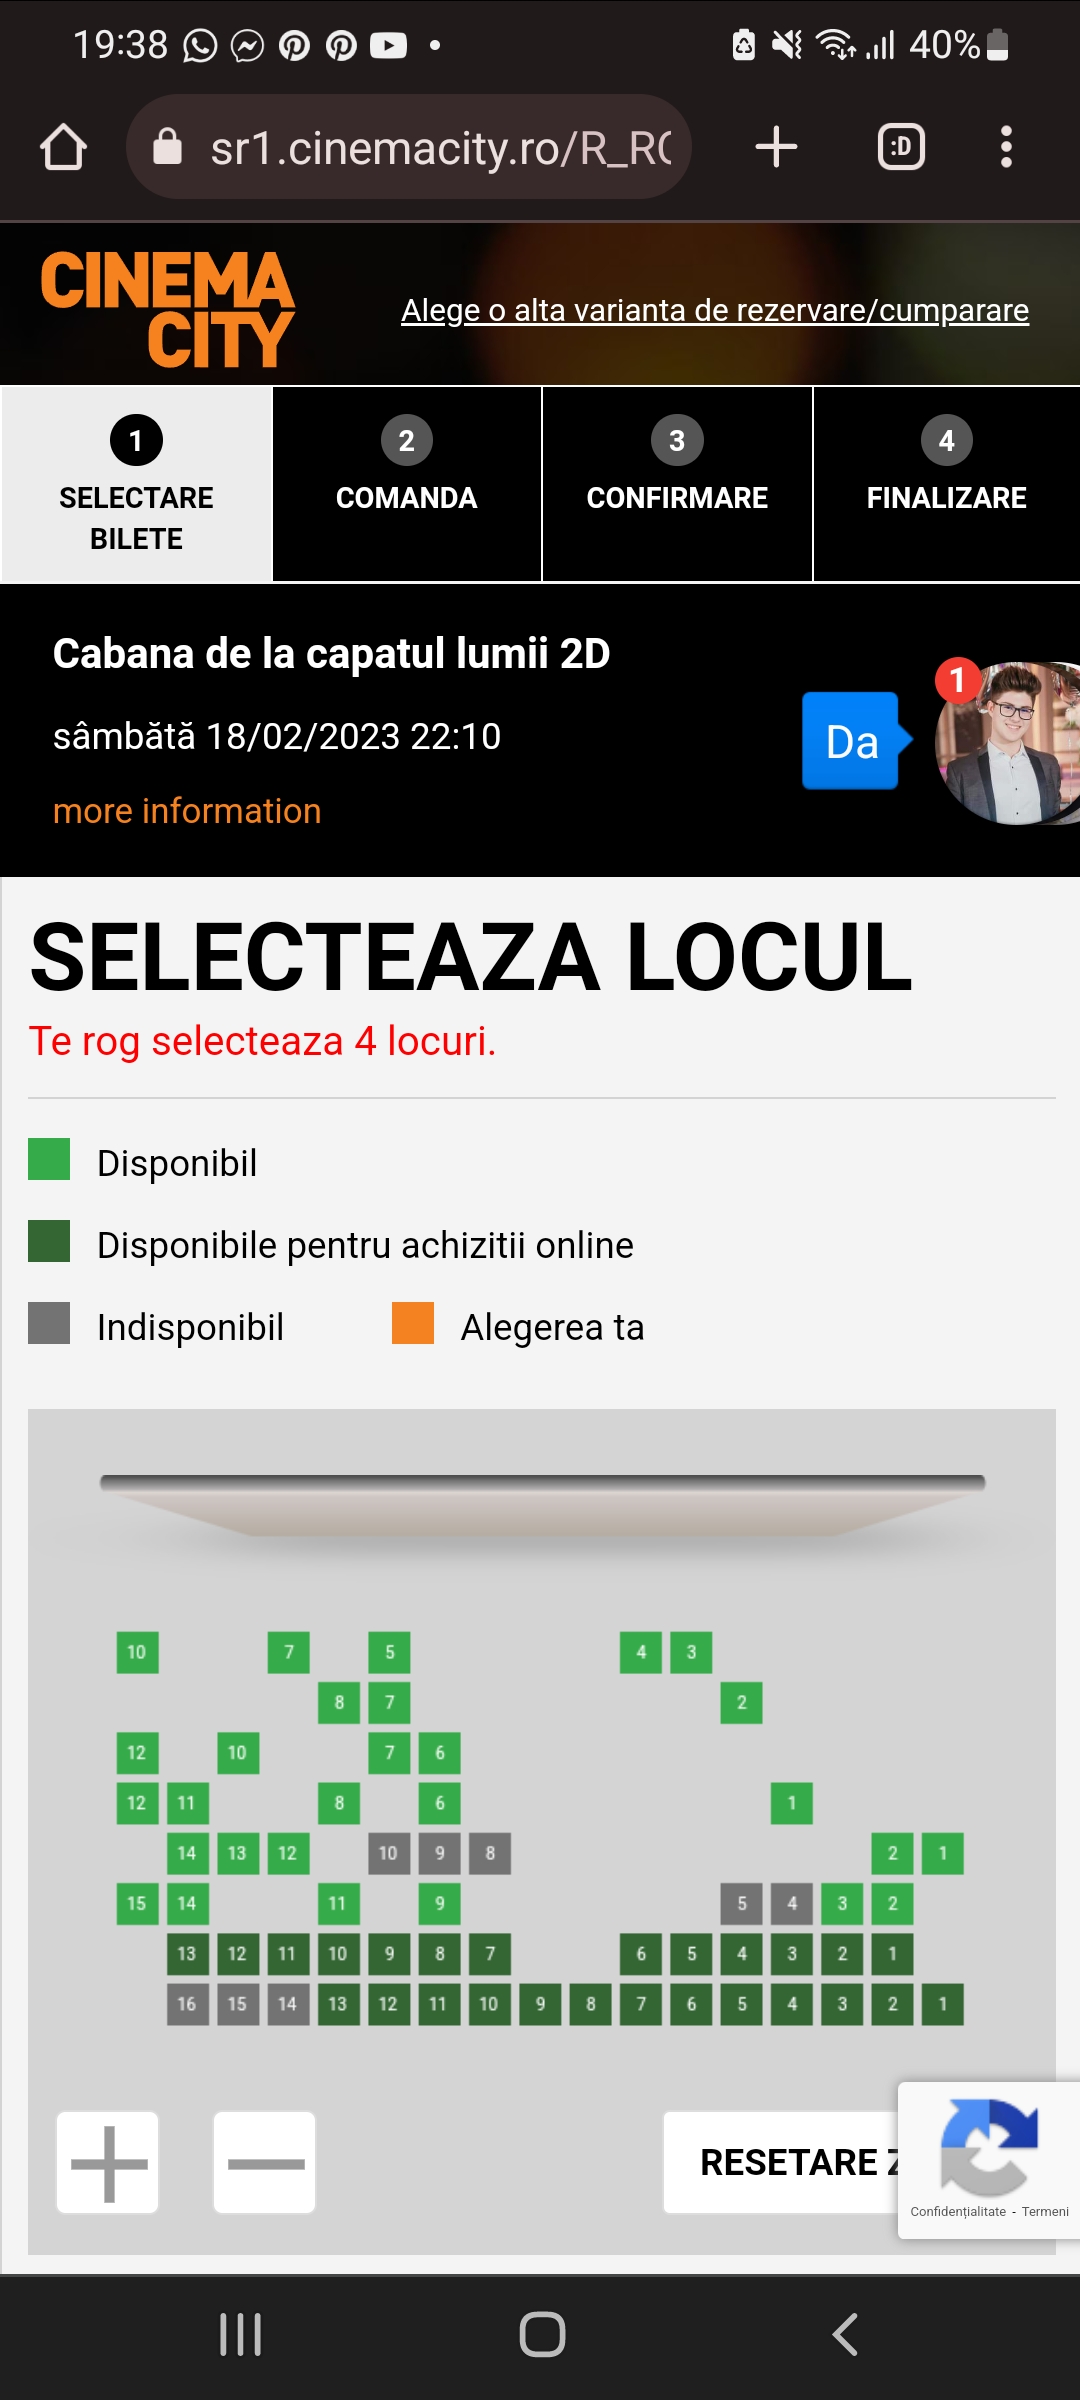 19:38 40%
sr1.cinemacity.ro/R_RO :D
CINEMA
CITY
Alege o alta varianta de rezervare/cumparare
1 2 3 4
SELECTARE COMANDA CONFIRMARE FINALIZARE
BILETE
Cabana de la capatul lumii 2D
1
sâmbătă 18/02/2023 22:10
Da
more information
SELECTEAZA LOCUL
Te rog selecteaza 4 locuri.
Disponibil
Disponibile pentru achizitii online
Indisponibil Alegerea ta
10 7 5 4 3
8 7 2
12 10 7 6
12 11 8 6 1
14 13 12 10 9 8 2 1
15 14 11 9 5 4 3 2
13 12 11 10 9 8 7 6 5 4 3 2 1
16 15 14 13 12 11 10 9 8 7 6 5 4 3 2 1
RESETARE
Confidențialitate - Termeni